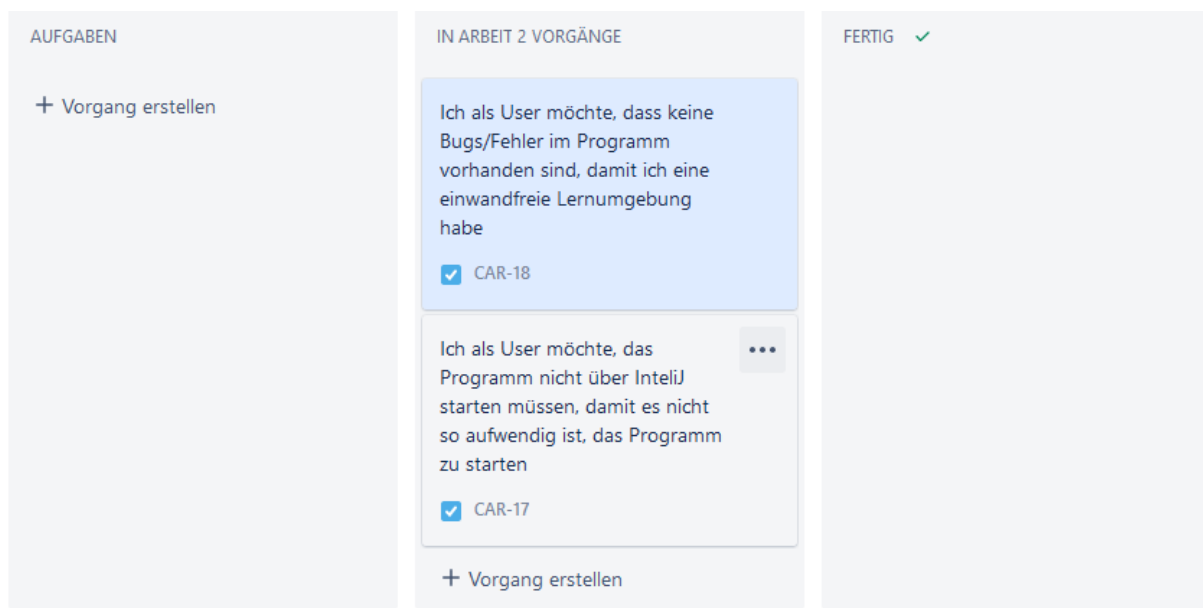 AUFGABEN
+ Vorgang erstellen
IN ARBEIT 2 VORGÄNGE
Ich als User möchte, dass keine
Bugs/Fehler im Programm
vorhanden sind, damit ich eine
einwandfreie Lernumgebung
habe
CAR-18
Ich als User möchte, das
Programm nicht über InteliJ
starten müssen, damit es nicht
so aufwendig ist, das Programm
zu starten
CAR-17
+ Vorgang erstellen
FERTIG